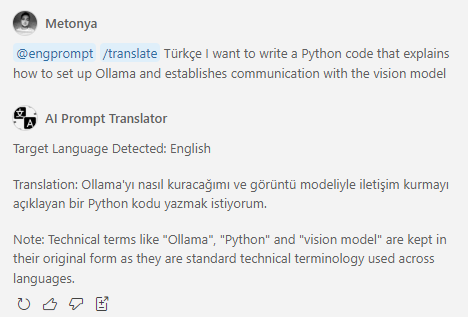 Metonya
@engprompt /translate Türkçe I want to write a Python code that explains
how to set up Ollama and establishes communication with the vision model
AI Prompt Translator
Target Language Detected: English
Translation: Ollama'yı nasıl kuracağımı ve görüntü modeliyle iletişim kurmayı
açıklayan bir Python kodu yazmak istiyorum.
Note: Technical terms like "Ollama", "Python" and "vision model" are kept in
their original form as they are standard technical terminology used across
languages.